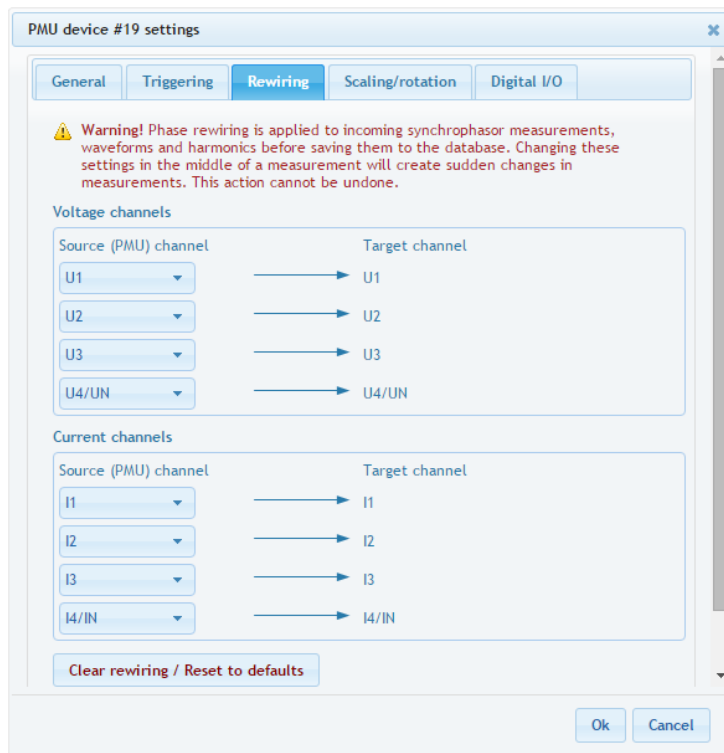 PMU device #19 settings
General Triggering Rewiring Scaling/rotation Digital I/O
Warning! Phase rewiring is applied to incoming synchrophasor measurements,
waveforms and harmonics before saving them to the database. Changing these
settings in the middle of a measurement will create sudden changes in
measurements. This action cannot be undone.
Voltage channels
Source (PMU) channel Target channel
U1 U1
U2 U2
U3 U3
U4/UN U4/UN
Current channels
Source (PMU) channel Target channel
I1 I1
I2 I2
I3 I3
I4/IN I4/IN
Clear rewiring / Reset to defaults
Ok Cancel